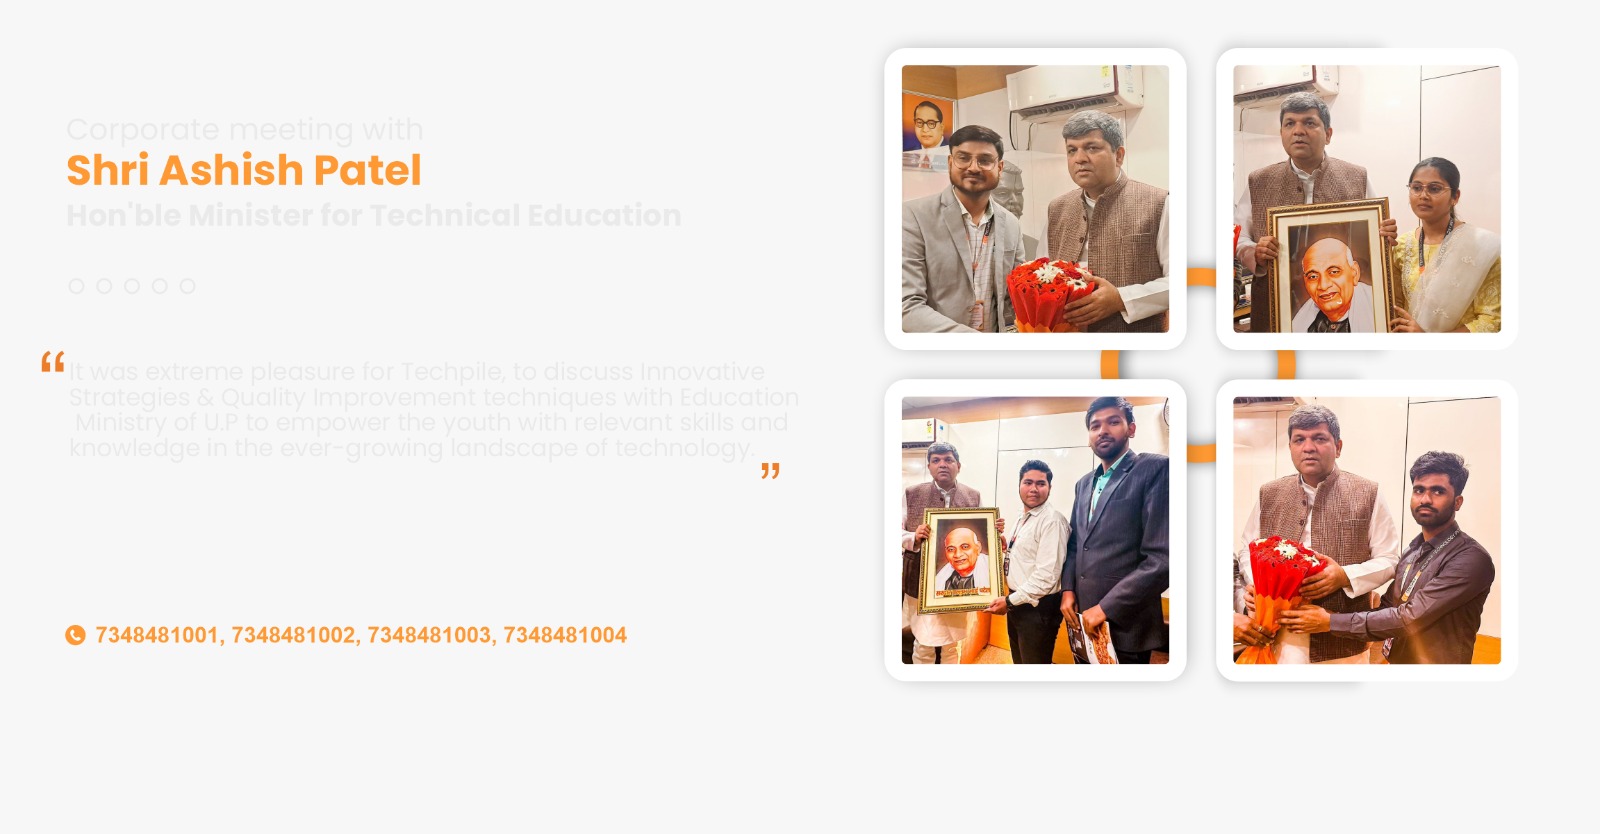 Corporate meeting with
Shri Ashish Patel
Hon'ble Minister for Technical Education
“It was extreme pleasure for Techpile, to discuss Innovative
Strategies & Quality Improvement techniques with Education
Ministry of U.P to empower the youth with relevant skills and
knowledge in the ever-growing landscape of technology.”
7348481001, 7348481002, 7348481003, 7348481004